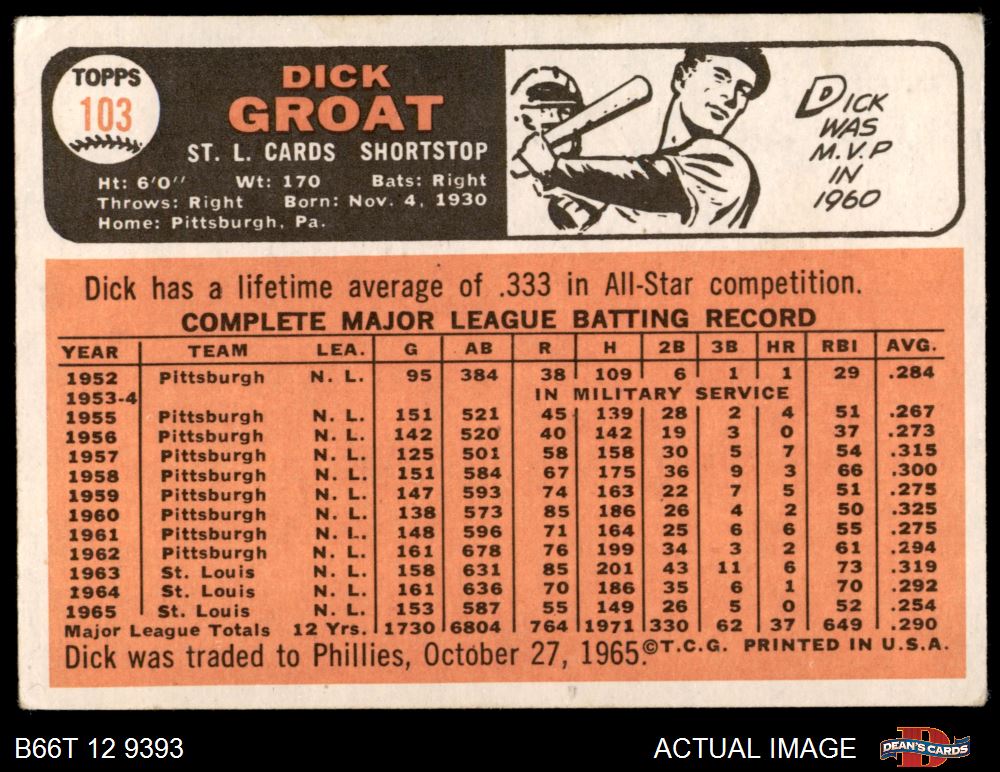 TOPPS
103
DICK
GROAT
ST. L. CARDS SHORTSTOP
Ht: 6'0" Wt: 170 Bats: Right
Throws: Right Born: Nov. 4, 1930
Home: Pittsburgh, Pa.
DICK
WAS
M.V.P
IN
1960
Dick has a lifetime average of .333 in All-Star competition.
COMPLETE MAJOR LEAGUE BATTING RECORD
YEAR TEAM LEA. G AB R H 2B 3B HR RBI AVG.
1952 Pittsburgh N. L. 95 384 38 109 6 1 1 29 .284
1953-4 IN MILITARY SERVICE
1955 Pittsburgh N. L. 151 521 45 139 28 2 4 51 .267
1956 Pittsburgh N. L. 142 520 40 142 19 3 0 37 .273
1957 Pittsburgh N. L. 125 501 58 158 30 5 7 54 .315
1958 Pittsburgh N. L. 151 584 67 175 36 9 3 66 .300
1959 Pittsburgh N. L. 147 593 74 163 22 7 5 51 .275
1960 Pittsburgh N. L. 138 573 85 186 26 4 2 50 .325
1961 Pittsburgh N. L. 148 596 71 164 25 6 6 55 .275
1962 Pittsburgh N. L. 161 678 76 199 34 3 2 61 .294
1963 St. Louis N. L. 158 631 85 201 43 11 6 73 .319
1964 St. Louis N. L. 161 636 70 186 35 6 1 70 .292
1965 St. Louis N. L. 153 587 55 149 26 5 0 52 .254
Major League Totals 12 Yrs. 1730 6804 764 1971 330 62 37 649 .290
Dick was traded to Phillies, October 27, 1965. ©T.C.G. PRINTED IN U.S.A.
B66T 12 9393 ACTUAL IMAGE DEAN'S CARDS